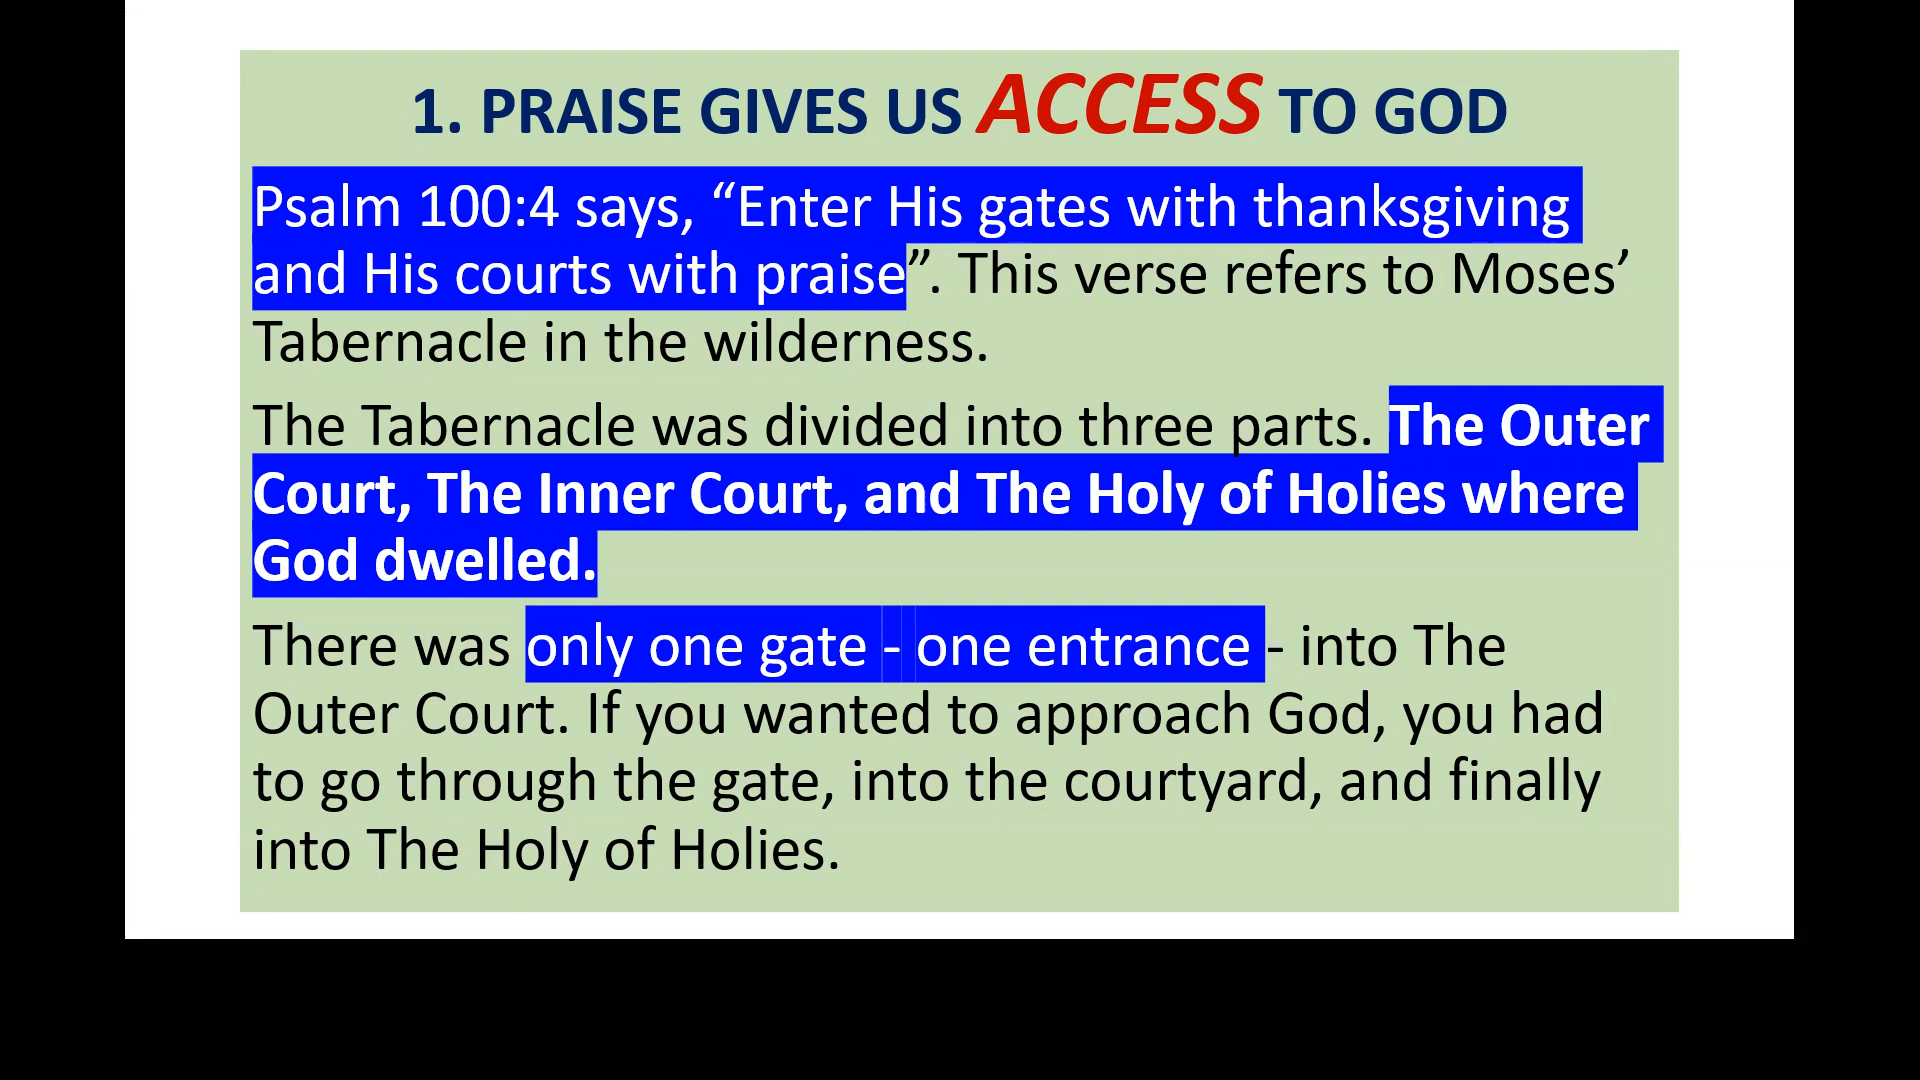 1. PRAISE GIVES US ACCESS TO GOD
Psalm 100:4 says, “Enter His gates with thanksgiving
and His courts with praise”. This verse refers to Moses’
Tabernacle in the wilderness.
The Tabernacle was divided into three parts. The Outer
Court, The Inner Court, and The Holy of Holies where
God dwelled.
There was only one gate - one entrance - into The
Outer Court. If you wanted to approach God, you had
to go through the gate, into the courtyard, and finally
into The Holy of Holies.